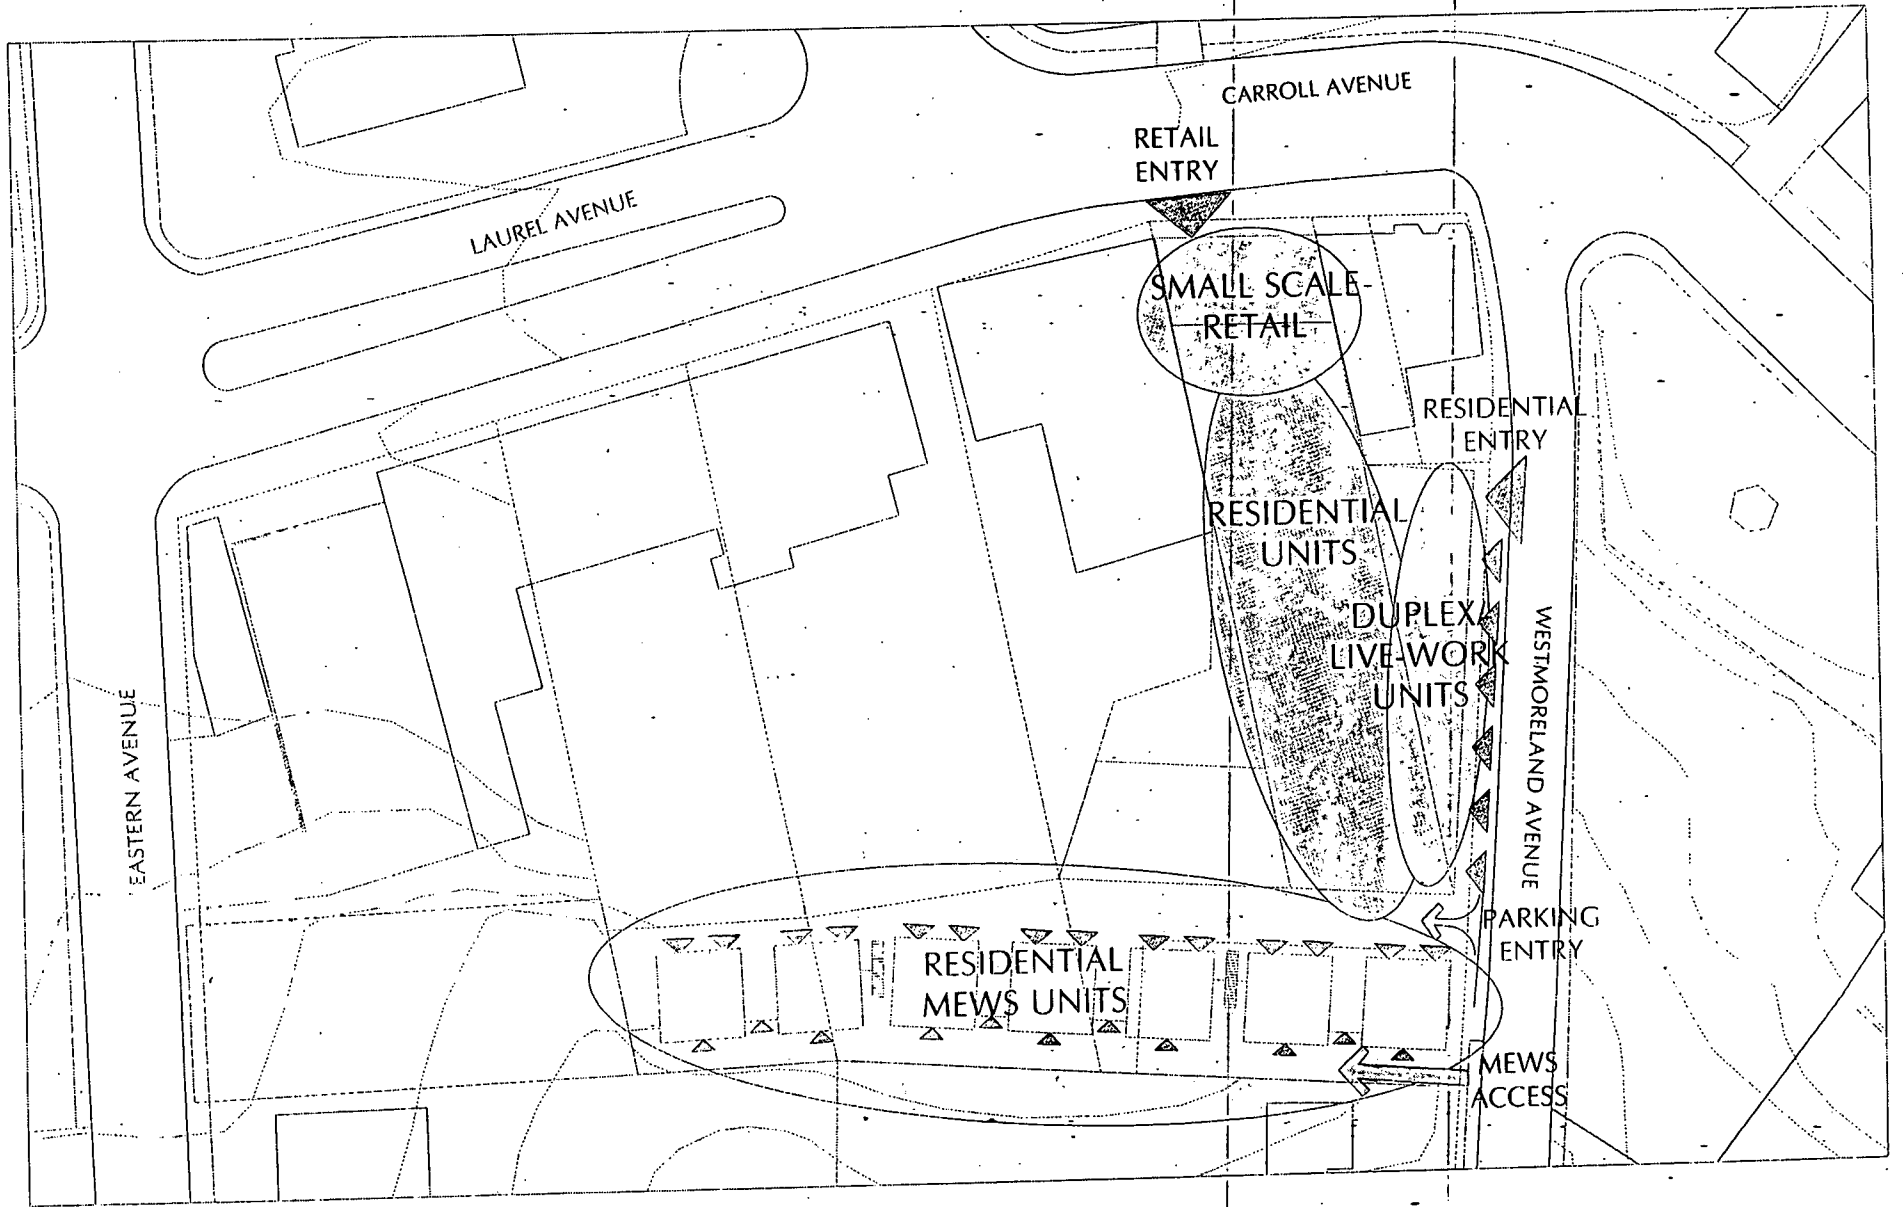 CARROLL AVENUE
RETAIL
ENTRY
LAUREL AVENUE
SMALL SCALE
RETAIL
RESIDENTIAL
ENTRY
RESIDENTIAL
UNITS
DUPLEX/
LIVE-WORK
UNITS
WESTMORELAND AVENUE
EASTERN AVENUE
PARKING
ENTRY
RESIDENTIAL
MEWS UNITS
MEWS
ACCESS